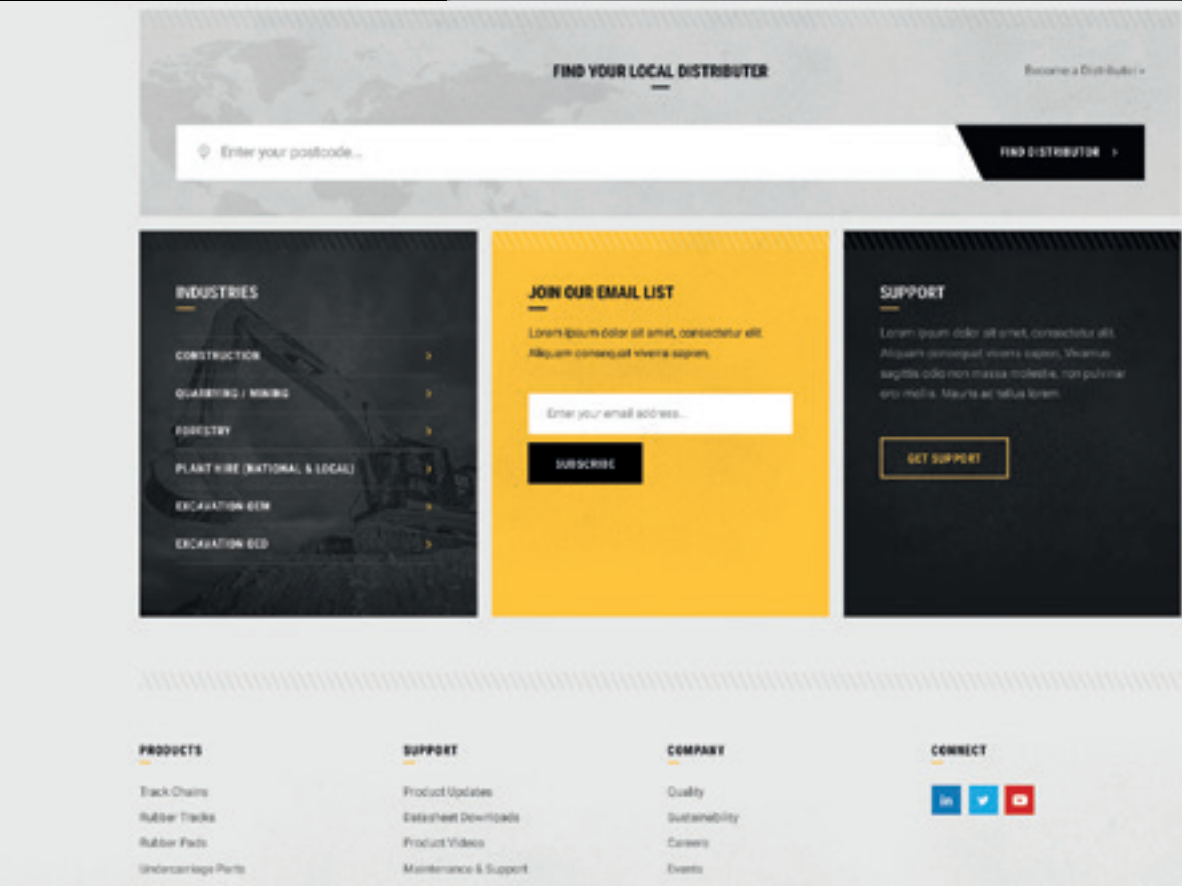 FIND YOUR LOCAL DISTRIBUTER
Become a Distributer
Enter your postcode...
FIND DISTRIBUTOR
INDUSTRIES
CONSTRUCTION
QUARRYING / MINING
FORESTRY
PLANT HIRE (NATIONAL & LOCAL)
EXCAVATION OEM
EXCAVATION OED
JOIN OUR EMAIL LIST
Lorem ipsum dolor sit amet, consectetur elit.
Aliquam consequat viverra sapien,
Enter your email address...
SUBSCRIBE
SUPPORT
Lorem ipsum dolor sit amet, consectetur elit.
Aliquam consequat viverra sapien, Vivamus
sagittis odio non massa molestie, non pulvinar
orci mollis. Mauris ac tellus lorem.
GET SUPPORT
PRODUCTS
Track Chains
Rubber Tracks
Rubber Pads
Undercarriage Parts
SUPPORT
Product Updates
Datasheet Downloads
Product Videos
Maintenance & Support
COMPANY
Quality
Sustainability
Careers
Events
CONNECT
in